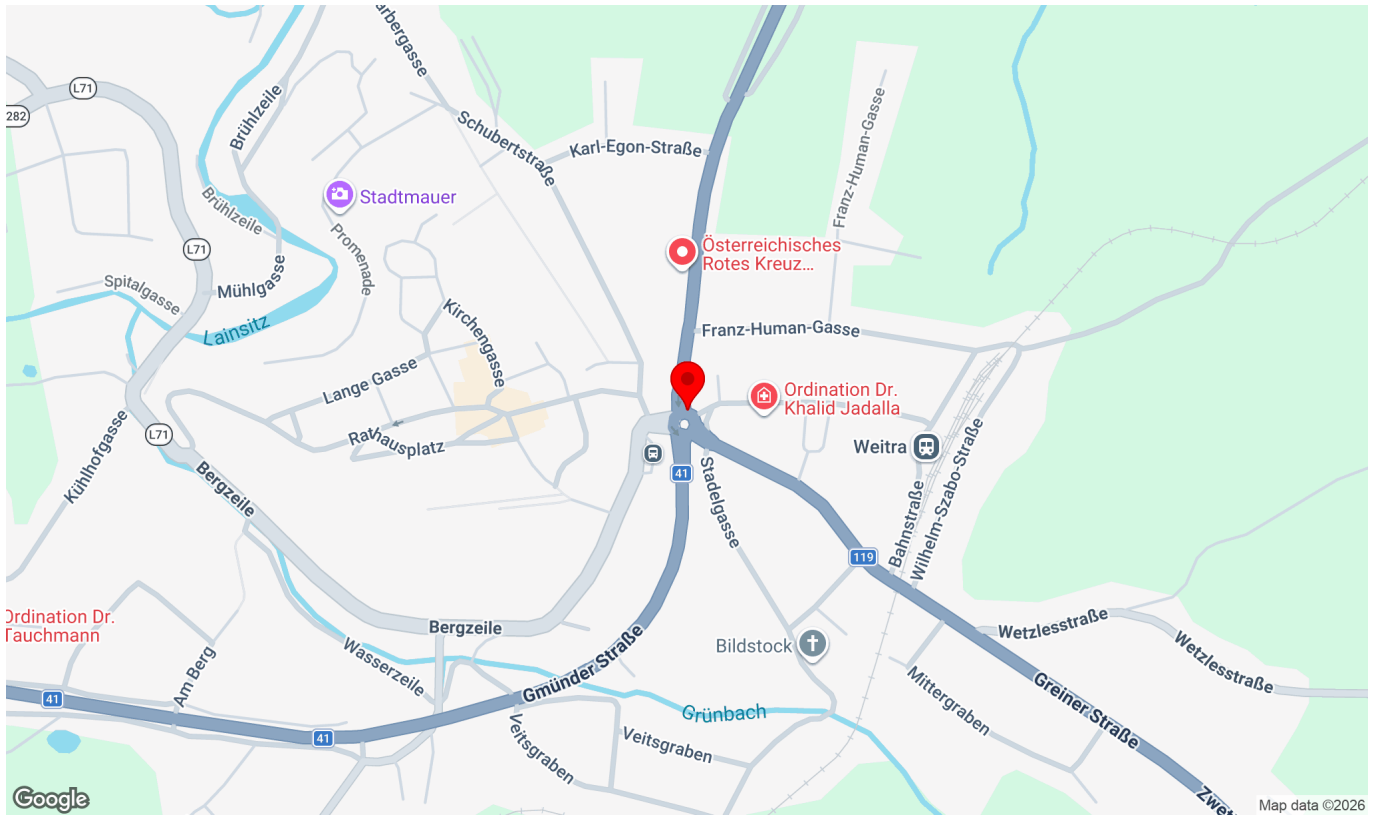 arbergasse
L71
282
Brühlzeile
Schubertstraße
Karl-Egon-Straße
Franz-Human-Gasse
Stadtmauer
Brühlzeile
Promenade
L71
Österreichisches
Rotes Kreuz...
Mühlgasse
Spitalgasse
Lainsitz
Kirchengasse
Franz-Human-Gasse
Lange Gasse
Ordination Dr.
Khalid Jadalla
Rathausplatz
L71
Weitra
Kühlhofgasse
Bergzeile
41
Stadelgasse
Bahnstraße
Wilhelm-Szabo-Straße
119
Ordination Dr.
Tauchmann
Bergzeile
Wetzlesstraße
Bildstock
Wasserzeile
Gmünder Straße
Am Berg
Wetzlesstraße
Mittergraben
Greiner Straße
41
Grünbach
41
Veitsgraben
Veitsgraben
Zwet
Google
Map data ©2026